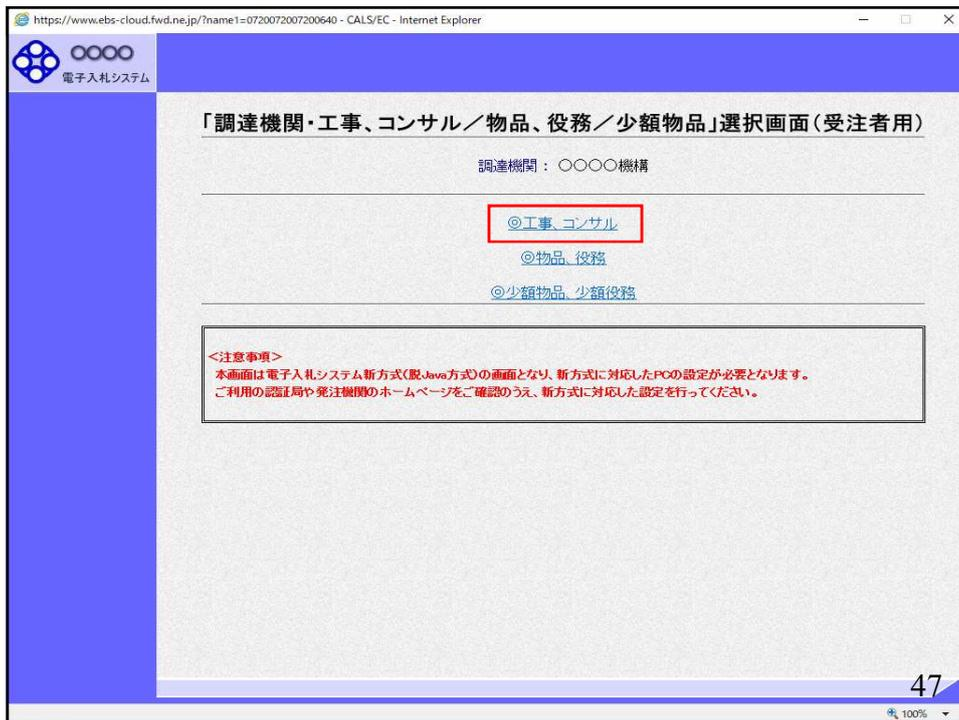 https://www.ebs-cloud.fwd.ne.jp/?name1=0720072007200640 - CALS/EC - Internet Explorer
○○○○
電子入札システム
「調達機関・工事、コンサル／物品、役務／少額物品」選択画面(受注者用)
調達機関： ○○○○機構
◎工事、コンサル
◎物品、役務
◎少額物品、少額役務
＜注意事項＞
本画面は電子入札システム新方式(脱Java方式)の画面となり、新方式に対応したPCの設定が必要となります。
ご利用の認証局や発注機関のホームページをご確認のうえ、新方式に対応した設定を行ってください。
47
100%